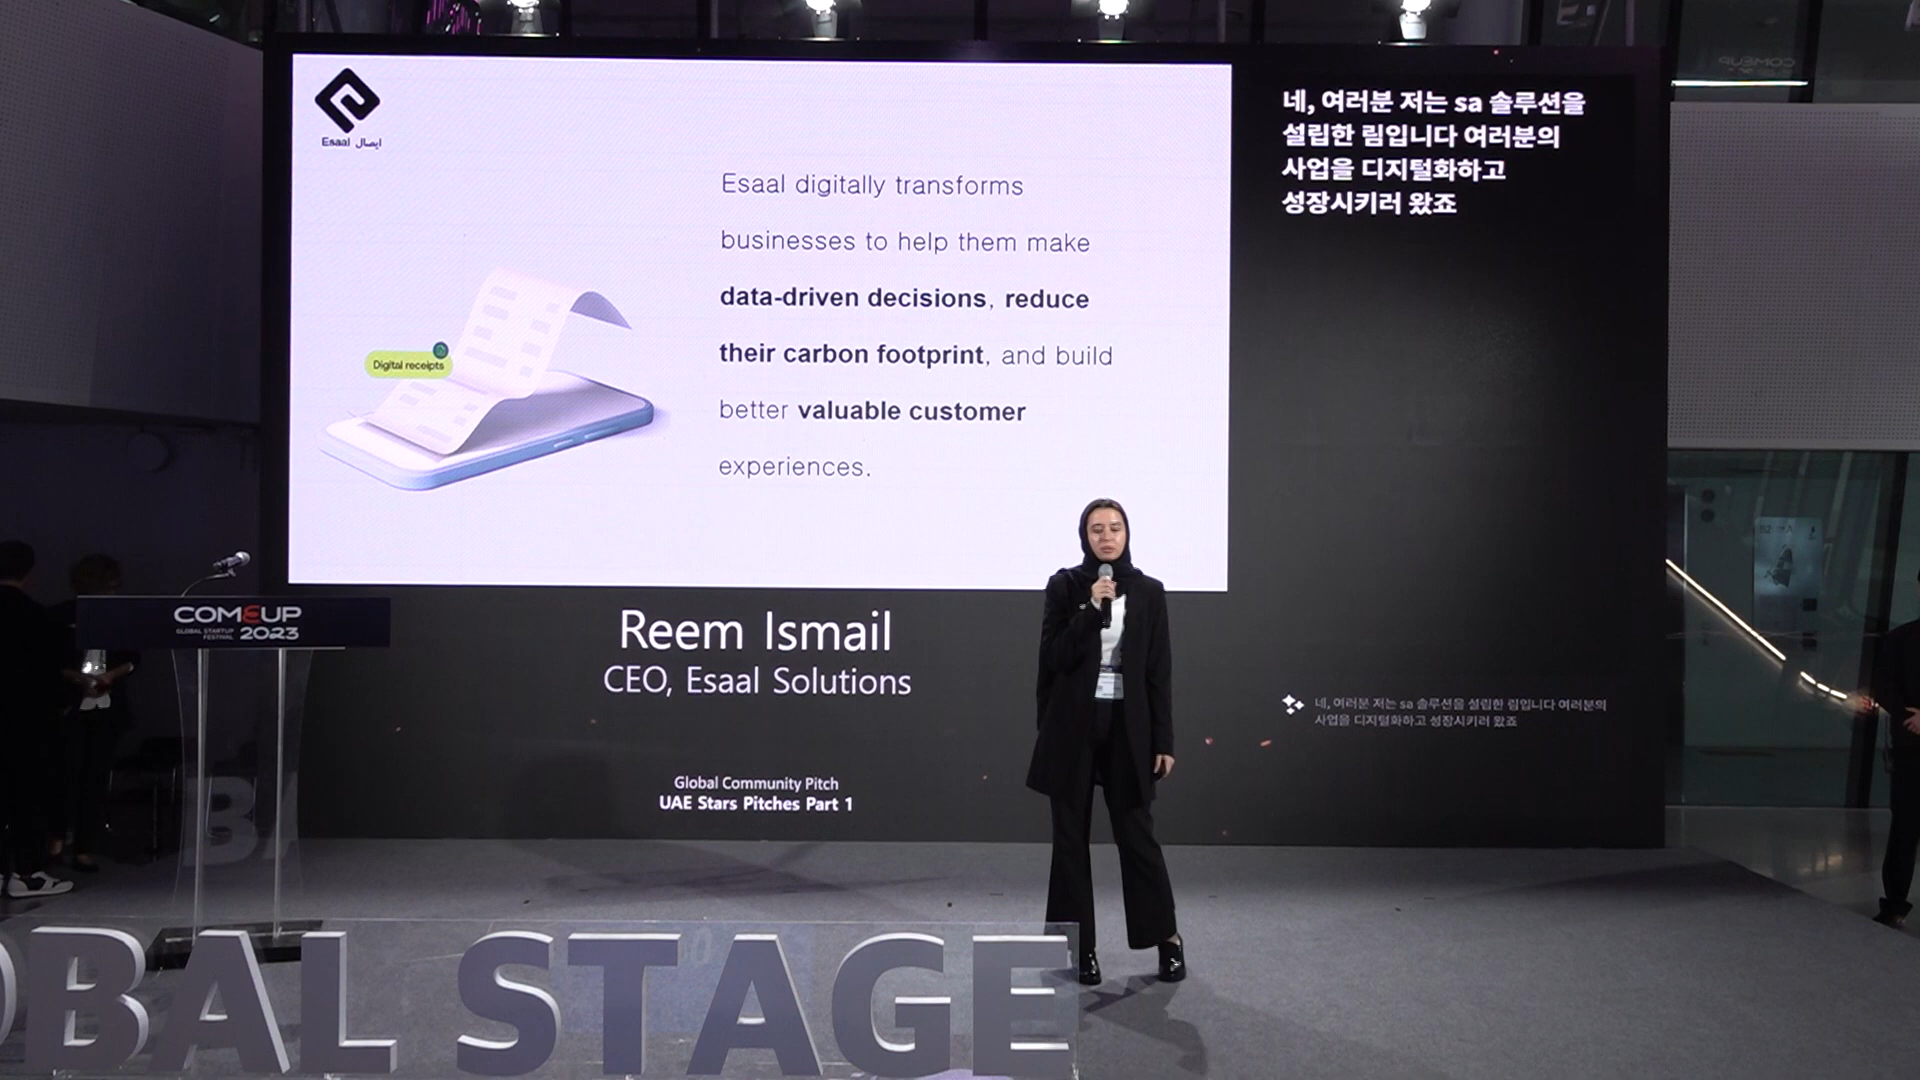 Esaal ايصال
Esaal digitally transforms
businesses to help them make
data-driven decisions, reduce
their carbon footprint, and build
better valuable customer
experiences.
Digital receipts
네, 여러분 저는 sa 솔루션을
설립한 림입니다 여러분의
사업을 디지털화하고
성장시키러 왔죠
Reem Ismail
CEO, Esaal Solutions
Global Community Pitch
UAE Stars Pitches Part 1
네, 여러분 저는 sa 솔루션을 설립한 림입니다 여러분의
사업을 디지털화하고 성장시키러 왔죠
COMEUP
GLOBAL STARTUP
FESTIVAL 2023
OBAL STAGE